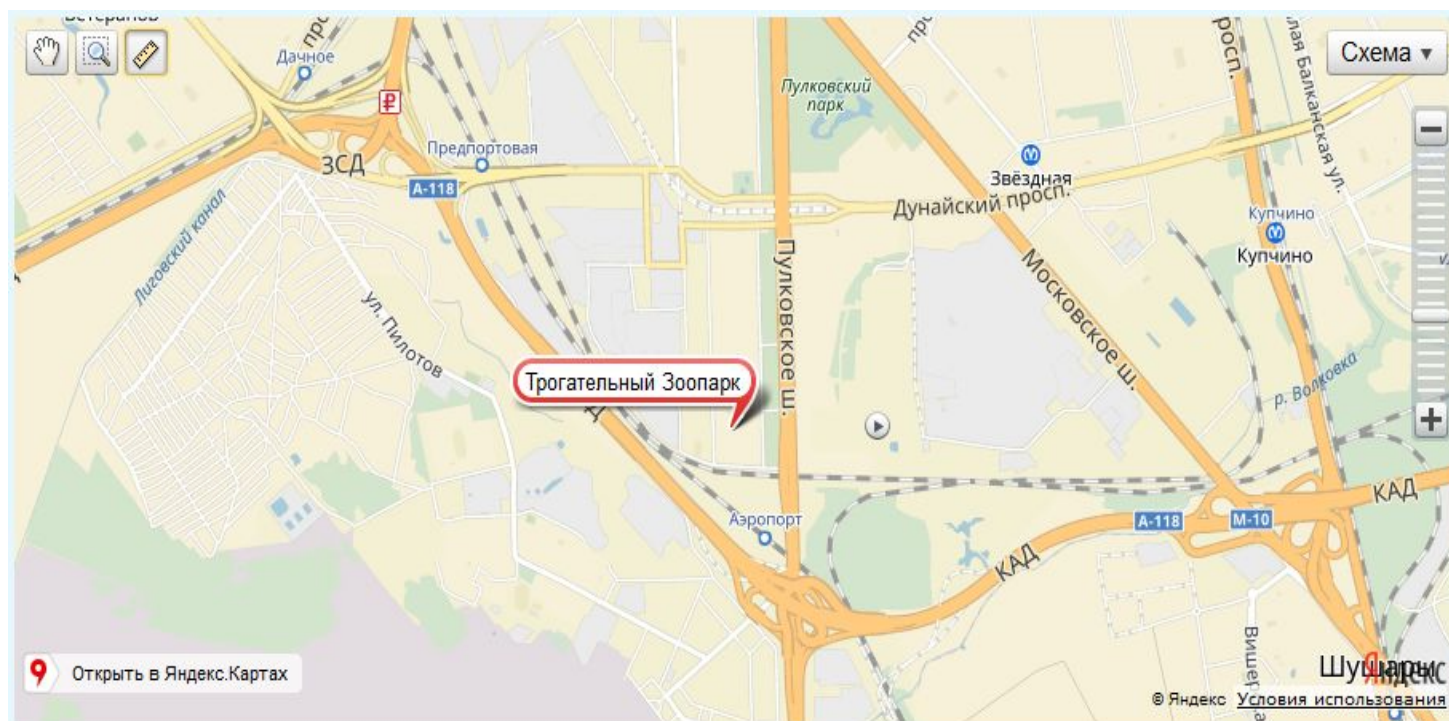 Ветеранов
Дачное
Схема ▾
₽
Пулковский
парк
Предпортовая
ЗСД
А-118
Звёздная
Дунайский просп.
просп.
Малая Балканская ул.
Купчино
Купчино
Лиговский канал
ул. Пилотов
Пулковское ш.
Московское ш.
Трогательный Зоопарк
р. Волковка
Аэропорт
КАД
А-118
М-10
КАД
Шушары
Яндекс
Открыть в Яндекс.Картах
© Яндекс Условия использования